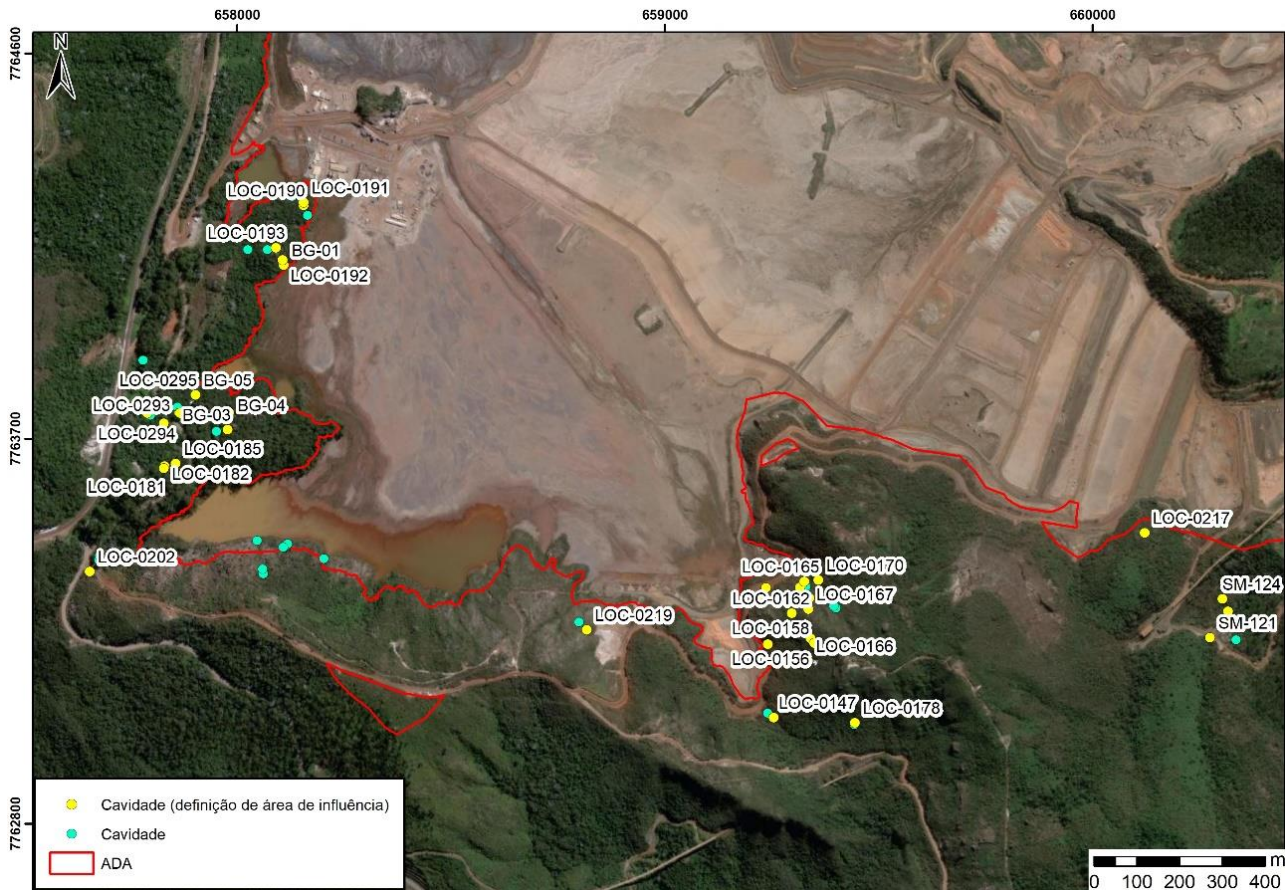 658000
659000
660000
7764600
7763700
7762800
N
LOC-0190
LOC-0191
LOC-0193
BG-01
LOC-0192
LOC-0295
BG-05
LOC-0293
BG-04
BG-03
LOC-0294
LOC-0185
LOC-0182
LOC-0181
LOC-0202
LOC-0217
LOC-0165
LOC-0170
LOC-0162
LOC-0167
SM-124
LOC-0219
LOC-0158
SM-121
LOC-0156
LOC-0166
LOC-0147
LOC-0178
Cavidade (definição de área de influência)
Cavidade
ADA
m
0 100 200 300 400